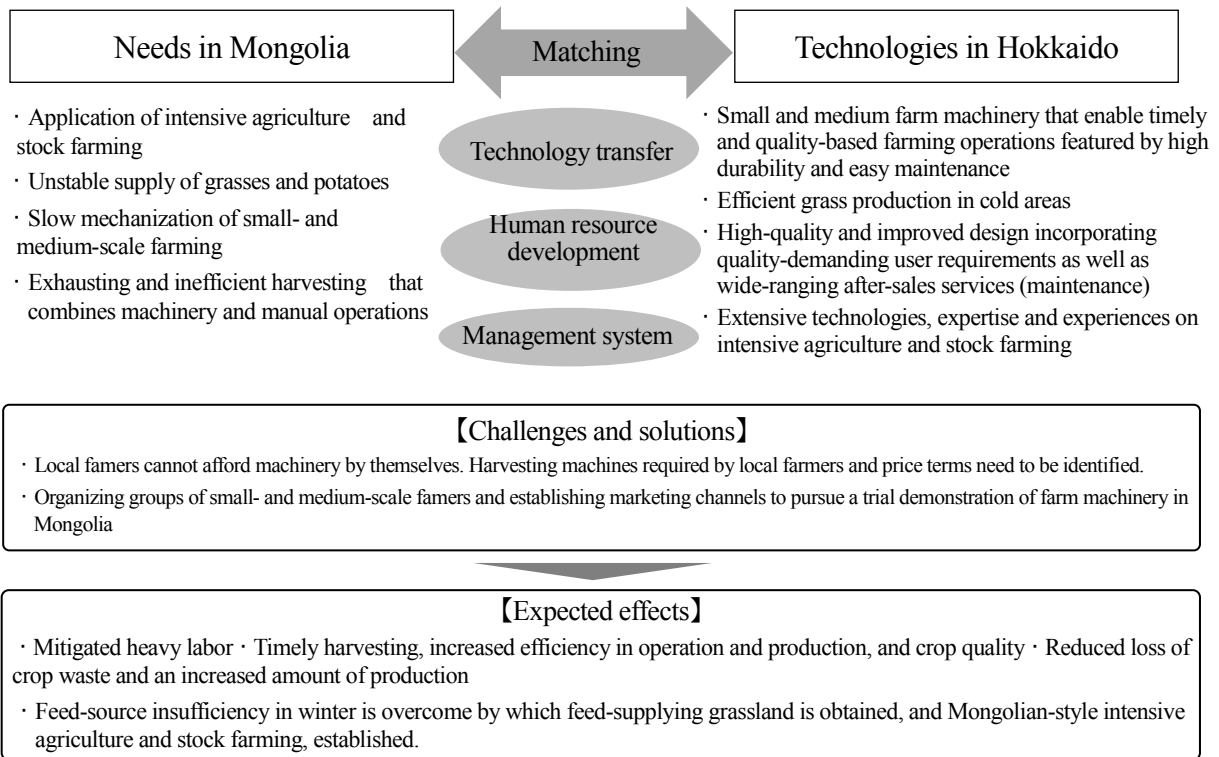 Needs in Mongolia
Matching
Technologies in Hokkaido
· Application of intensive agriculture and
stock farming
· Unstable supply of grasses and potatoes
· Slow mechanization of small- and
medium-scale farming
· Exhausting and inefficient harvesting that
combines machinery and manual operations
Technology transfer
Human resource
development
Management system
· Small and medium farm machinery that enable timely
and quality-based farming operations featured by high
durability and easy maintenance
· Efficient grass production in cold areas
· High-quality and improved design incorporating
quality-demanding user requirements as well as
wide-ranging after-sales services (maintenance)
· Extensive technologies, expertise and experiences on
intensive agriculture and stock farming
【Challenges and solutions】
· Local famers cannot afford machinery by themselves. Harvesting machines required by local farmers and price terms need to be identified.
· Organizing groups of small- and medium-scale famers and establishing marketing channels to pursue a trial demonstration of farm machinery in
Mongolia
【Expected effects】
· Mitigated heavy labor · Timely harvesting, increased efficiency in operation and production, and crop quality · Reduced loss of
crop waste and an increased amount of production
· Feed-source insufficiency in winter is overcome by which feed-supplying grassland is obtained, and Mongolian-style intensive
agriculture and stock farming, established.